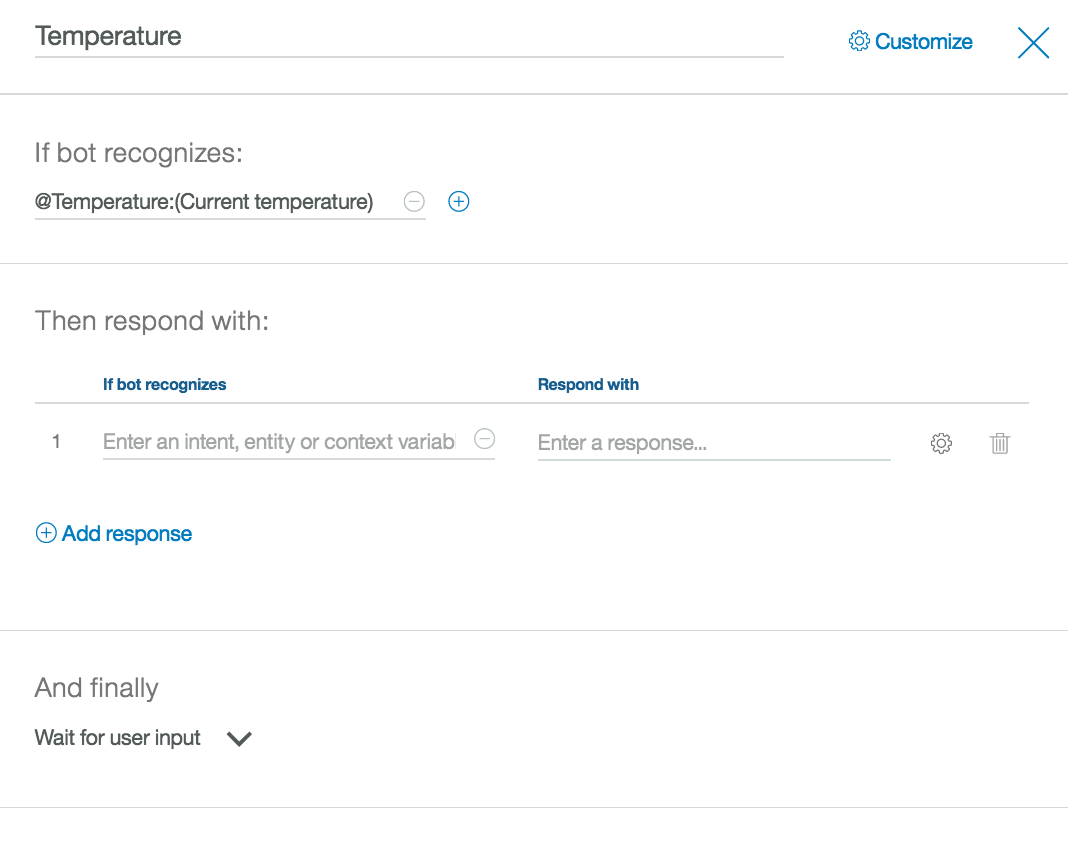 Temperature
Customize
If bot recognizes:
@Temperature:(Current temperature)
Then respond with:
If bot recognizes Respond with
1 Enter an intent, entity or context variab Enter a response...
Add response
And finally
Wait for user input